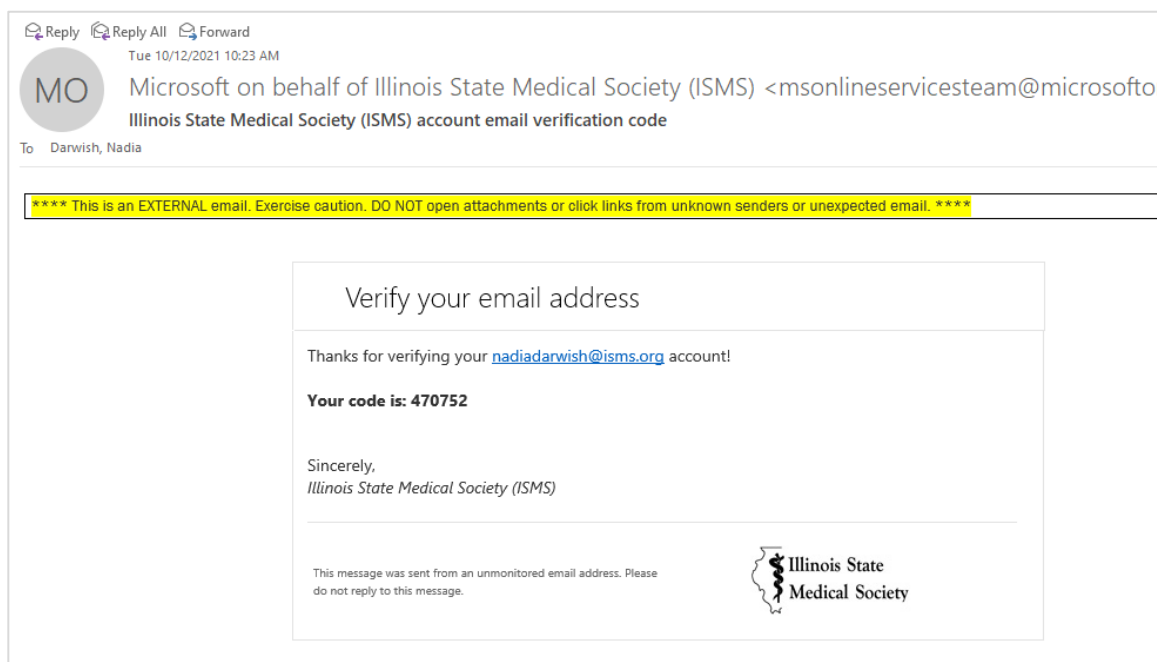 Reply Reply All Forward
Tue 10/12/2021 10:23 AM
MO
Microsoft on behalf of Illinois State Medical Society (ISMS) <msonlineservicesteam@microsofto
Illinois State Medical Society (ISMS) account email verification code
To Darwish, Nadia
**** This is an EXTERNAL email. Exercise caution. DO NOT open attachments or click links from unknown senders or unexpected email. ****
Verify your email address
Thanks for verifying your nadiadarwish@isms.org account!
Your code is: 470752
Sincerely,
Illinois State Medical Society (ISMS)
This message was sent from an unmonitored email address. Please
do not reply to this message.
Illinois State
Medical Society